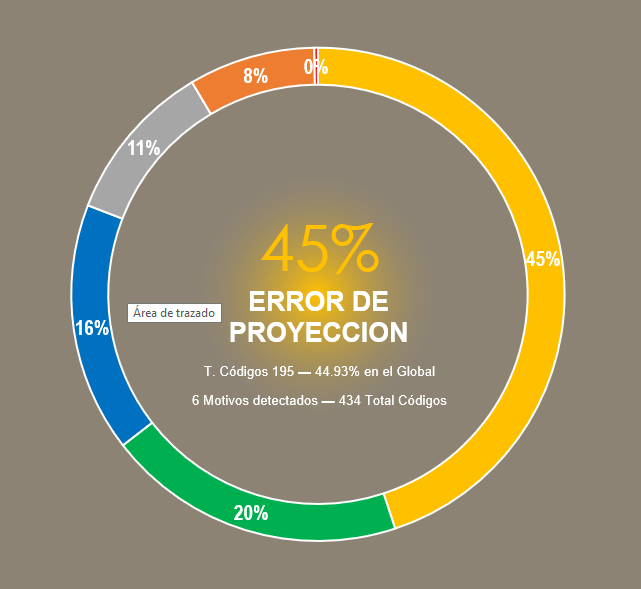 0%
8%
11%
45%
45%
ERROR DE
PROYECCION
Área de trazado
16%
T. Códigos 195 — 44.93% en el Global
6 Motivos detectados — 434 Total Códigos
20%